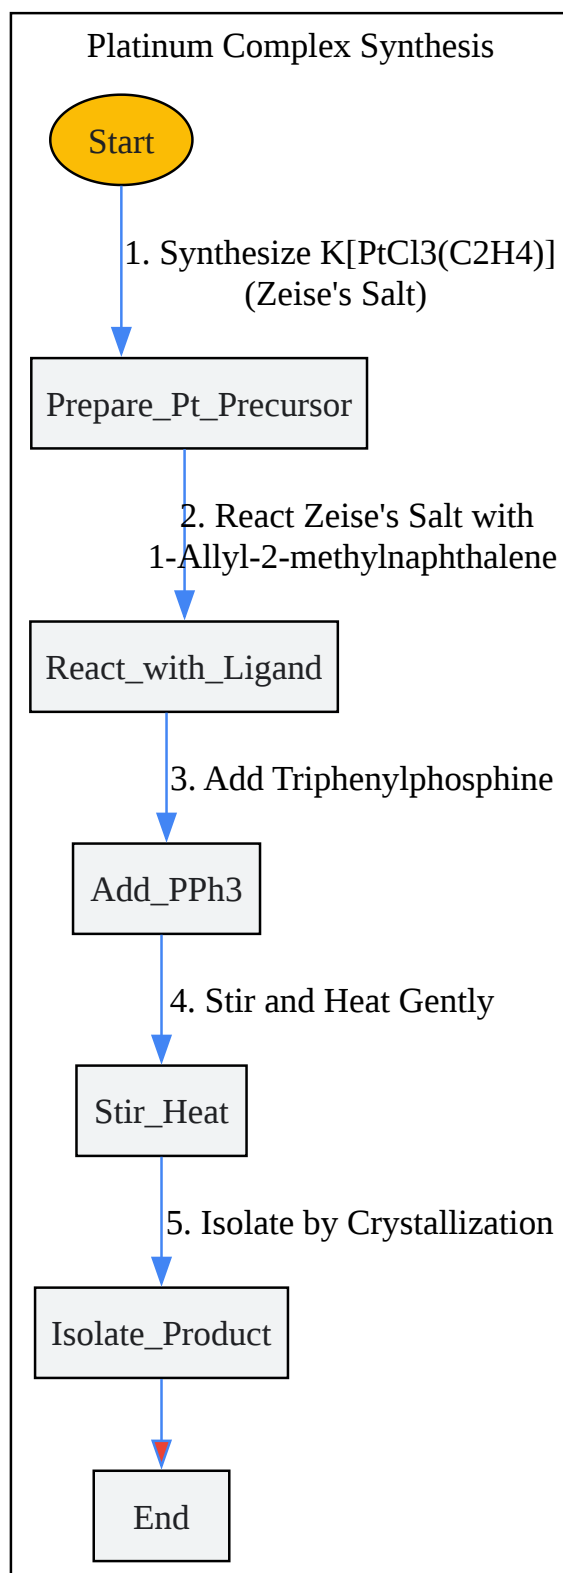 Platinum Complex Synthesis
Start
1. Synthesize K[PtCl3(C2H4)]
(Zeise's Salt)
Prepare_Pt_Precursor
2. React Zeise's Salt with
1-Allyl-2-methylnaphthalene
React_with_Ligand
3. Add Triphenylphosphine
Add_PPh3
4. Stir and Heat Gently
Stir_Heat
5. Isolate by Crystallization
Isolate_Product
End